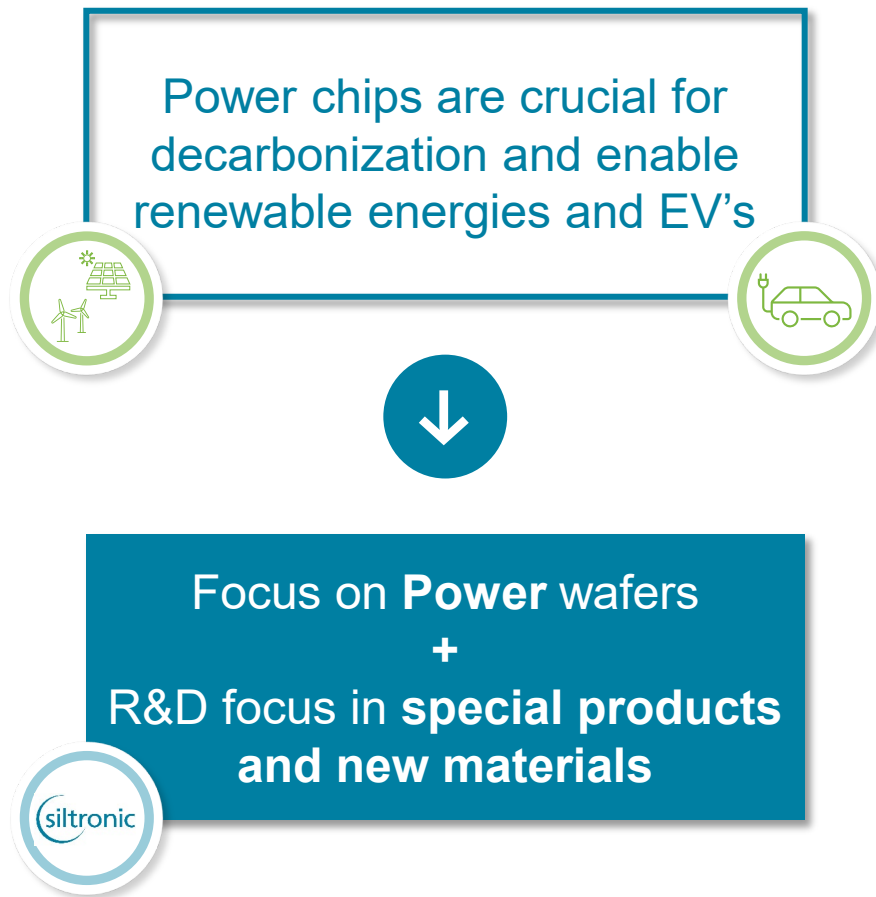 Power chips are crucial for
decarbonization and enable
renewable energies and EV’s
Focus on Power wafers
+
R&D focus in special products
and new materials
siltronic